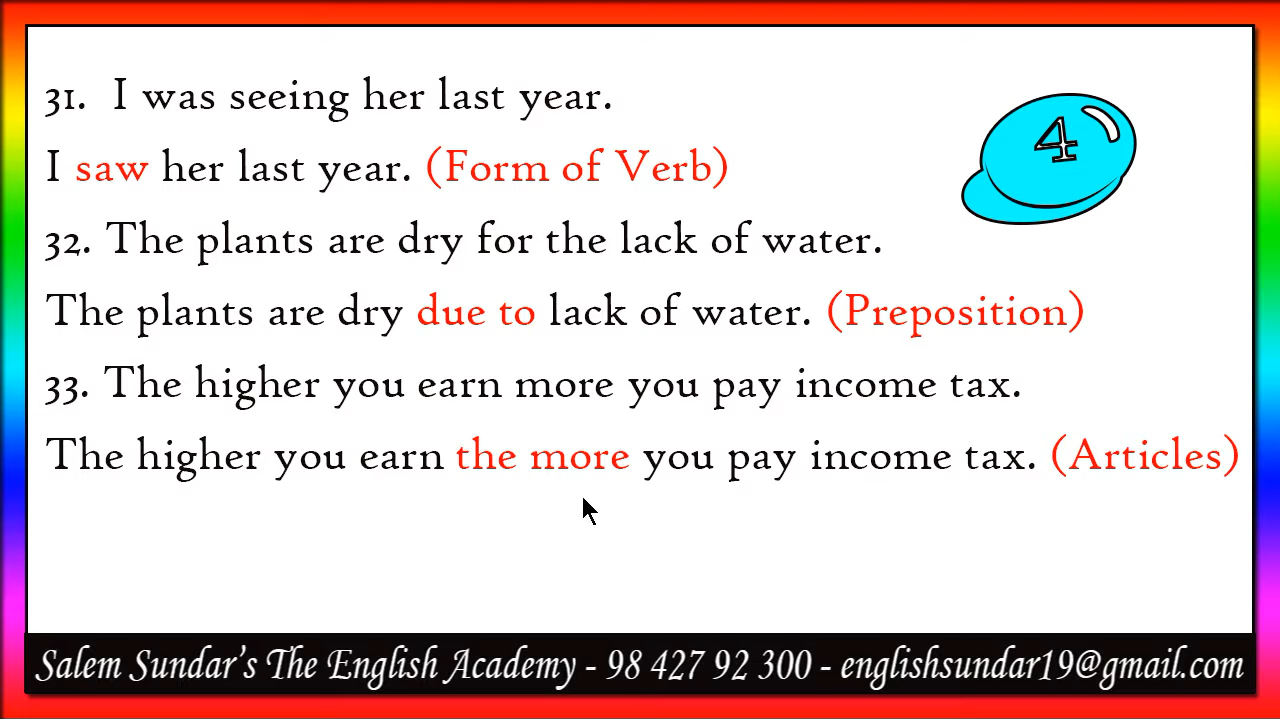 31. I was seeing her last year.
I saw her last year. (Form of Verb)
4
32. The plants are dry for the lack of water.
The plants are dry due to lack of water. (Preposition)
33. The higher you earn more you pay income tax.
The higher you earn the more you pay income tax. (Articles)
Salem Sundar's The English Academy - 98 427 92 300 - englishsundar19@gmail.com